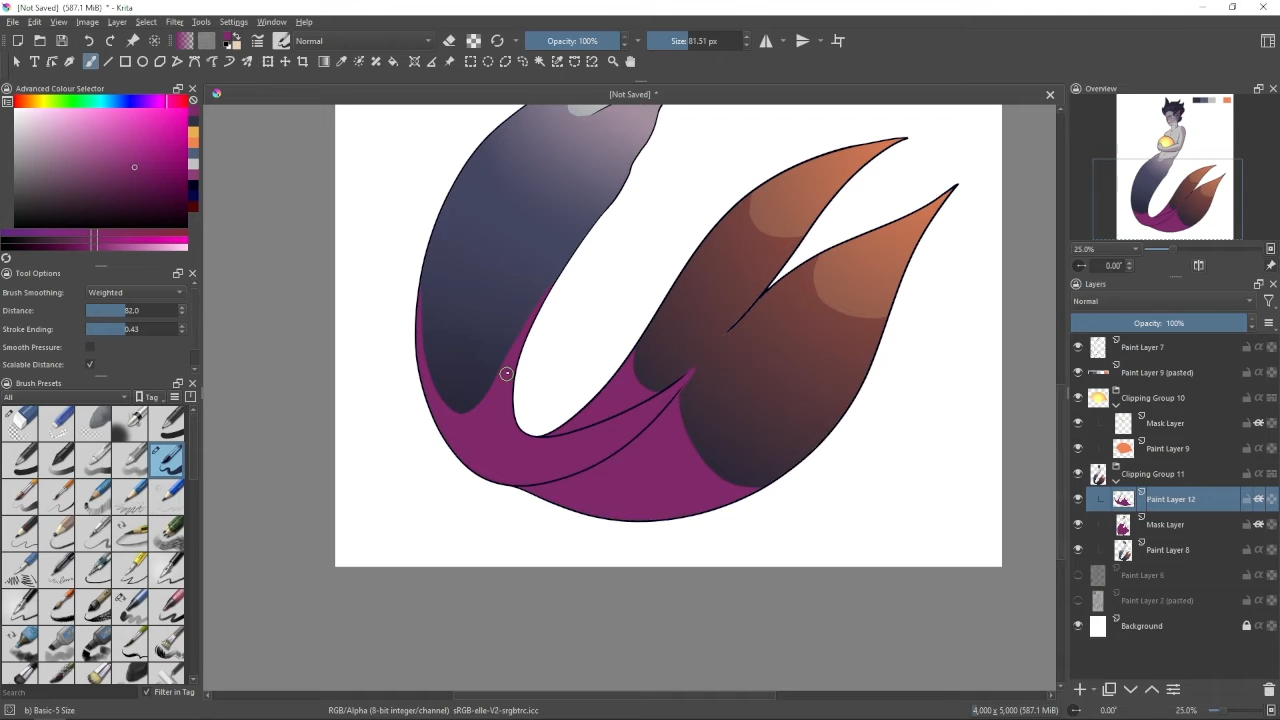 [Not Saved] (587.1 MiB) * - Krita
File Edit View Image Layer Select Filter Tools Settings Window Help
Normal
Opacity: 100%
Size: 81.51 px
Advanced Colour Selector
[Not Saved] *
Overview
Tool Options
Brush Smoothing: Weighted
Distance: 82.0
Stroke Ending: 0.43
Smooth Pressure:
Scalable Distance:
Brush Presets
All
Tag
25.0%
0.00°
Layers
Normal
Opacity: 100%
Paint Layer 7
Paint Layer 9 (pasted)
Clipping Group 10
Mask Layer
Paint Layer 9
Clipping Group 11
Paint Layer 12
Mask Layer
Paint Layer 8
Paint Layer 6
Paint Layer 2 (pasted)
Background
Search
Filter in Tag
b) Basic-5 Size
RGB/Alpha (8-bit integer/channel) sRGB-elle-V2-srgbtrc.icc
4,000 x 5,000 (587.1 MiB)
0.00°
25.0%